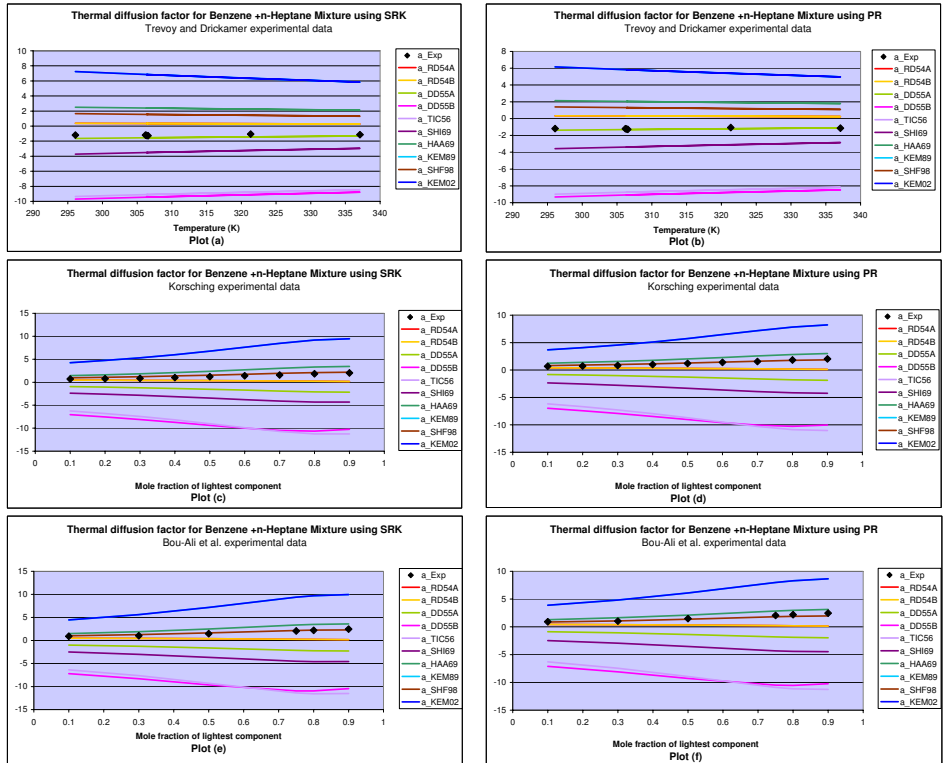 Thermal diffusion factor for Benzene +n-Heptane Mixture using SRK
Trevoy and Drickamer experimental data
10
8
6
4
2
0
-2
-4
-6
-8
-10
290 295 300 305 310 315 320 325 330 335 340
Temperature (K)
Plot (a)
a_Exp
a_RD54A
a_RD54B
a_DD55A
a_DD55B
a_TIC56
a_SHI69
a_HAA69
a_KEM89
a_SHF98
a_KEM02
Thermal diffusion factor for Benzene +n-Heptane Mixture using PR
Trevoy and Drickamer experimental data
8
6
4
2
0
-2
-4
-6
-8
-10
290 295 300 305 310 315 320 325 330 335 340
Temperature (K)
Plot (b)
a_Exp
a_RD54A
a_RD54B
a_DD55A
a_DD55B
a_TIC56
a_SHI69
a_HAA69
a_KEM89
a_SHF98
a_KEM02
Thermal diffusion factor for Benzene +n-Heptane Mixture using SRK
Korsching experimental data
15
10
5
0
-5
-10
-15
0 0.1 0.2 0.3 0.4 0.5 0.6 0.7 0.8 0.9 1
Mole fraction of lightest component
Plot (c)
a_Exp
a_RD54A
a_RD54B
a_DD55A
a_DD55B
a_TIC56
a_SHI69
a_HAA69
a_KEM89
a_SHF98
a_KEM02
Thermal diffusion factor for Benzene +n-Heptane Mixture using PR
Korsching experimental data
10
5
0
-5
-10
-15
0 0.1 0.2 0.3 0.4 0.5 0.6 0.7 0.8 0.9 1
Mole fraction of lightest component
Plot (d)
a_Exp
a_RD54A
a_RD54B
a_DD55A
a_DD55B
a_TIC56
a_SHI69
a_HAA69
a_KEM89
a_SHF98
a_KEM02
Thermal diffusion factor for Benzene +n-Heptane Mixture using SRK
Bou-Ali et al. experimental data
15
10
5
0
-5
-10
-15
0 0.1 0.2 0.3 0.4 0.5 0.6 0.7 0.8 0.9 1
Mole fraction of lightest component
Plot (e)
a_Exp
a_RD54A
a_RD54B
a_DD55A
a_DD55B
a_TIC56
a_SHI69
a_HAA69
a_KEM89
a_SHF98
a_KEM02
Thermal diffusion factor for Benzene +n-Heptane Mixture using PR
Bou-Ali et al. experimental data
15
10
5
0
-5
-10
-15
0 0.1 0.2 0.3 0.4 0.5 0.6 0.7 0.8 0.9 1
Mole fraction of lightest component
Plot (f)
a_Exp
a_RD54A
a_RD54B
a_DD55A
a_DD55B
a_TIC56
a_SHI69
a_HAA69
a_KEM89
a_SHF98
a_KEM02